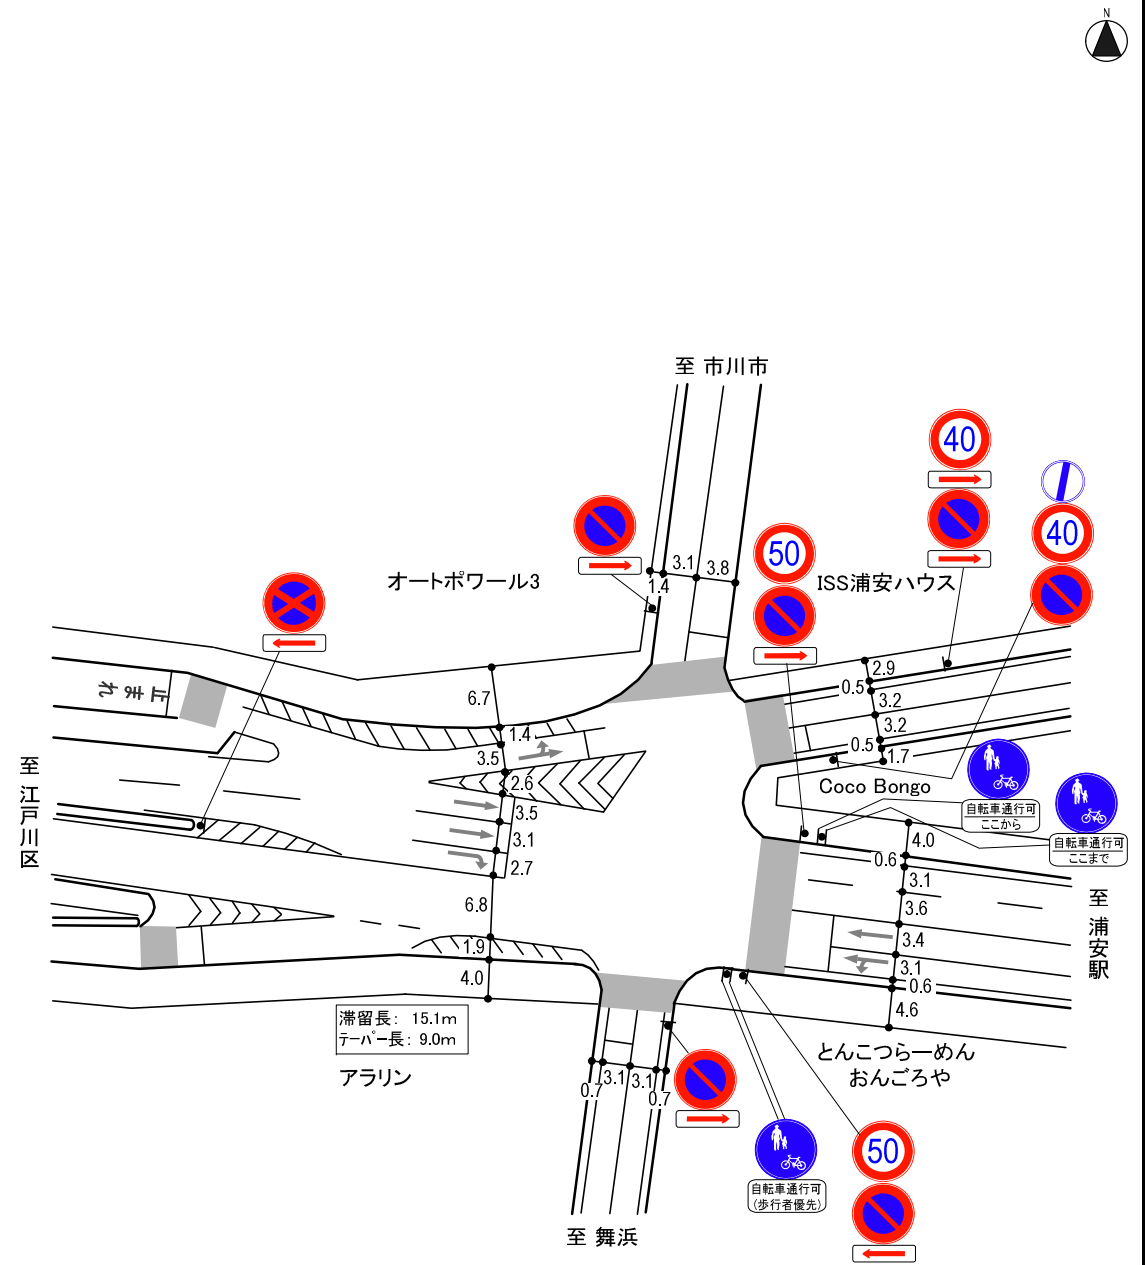 N
至 市川市
40
40
50
オートポワール3
ISS浦安ハウス
3.1
3.8
1.4
止まれ
6.7
2.9
0.5
3.2
3.2
0.5
1.7
1.4
3.5
2.6
3.5
3.1
2.7
6.8
1.9
4.0
至 江戸川区
Coco Bongo
自転車通行可
ここから
自転車通行可
ここまで
4.0
0.6
3.1
3.6
3.4
3.1
0.6
4.6
至 浦安駅
滞留長: 15.1m
テーパー長: 9.0m
アラリン
とんこつらーめん
おんごろや
0.7
3.1
3.1
0.7
自転車通行可
(歩行者優先)
50
至 舞浜